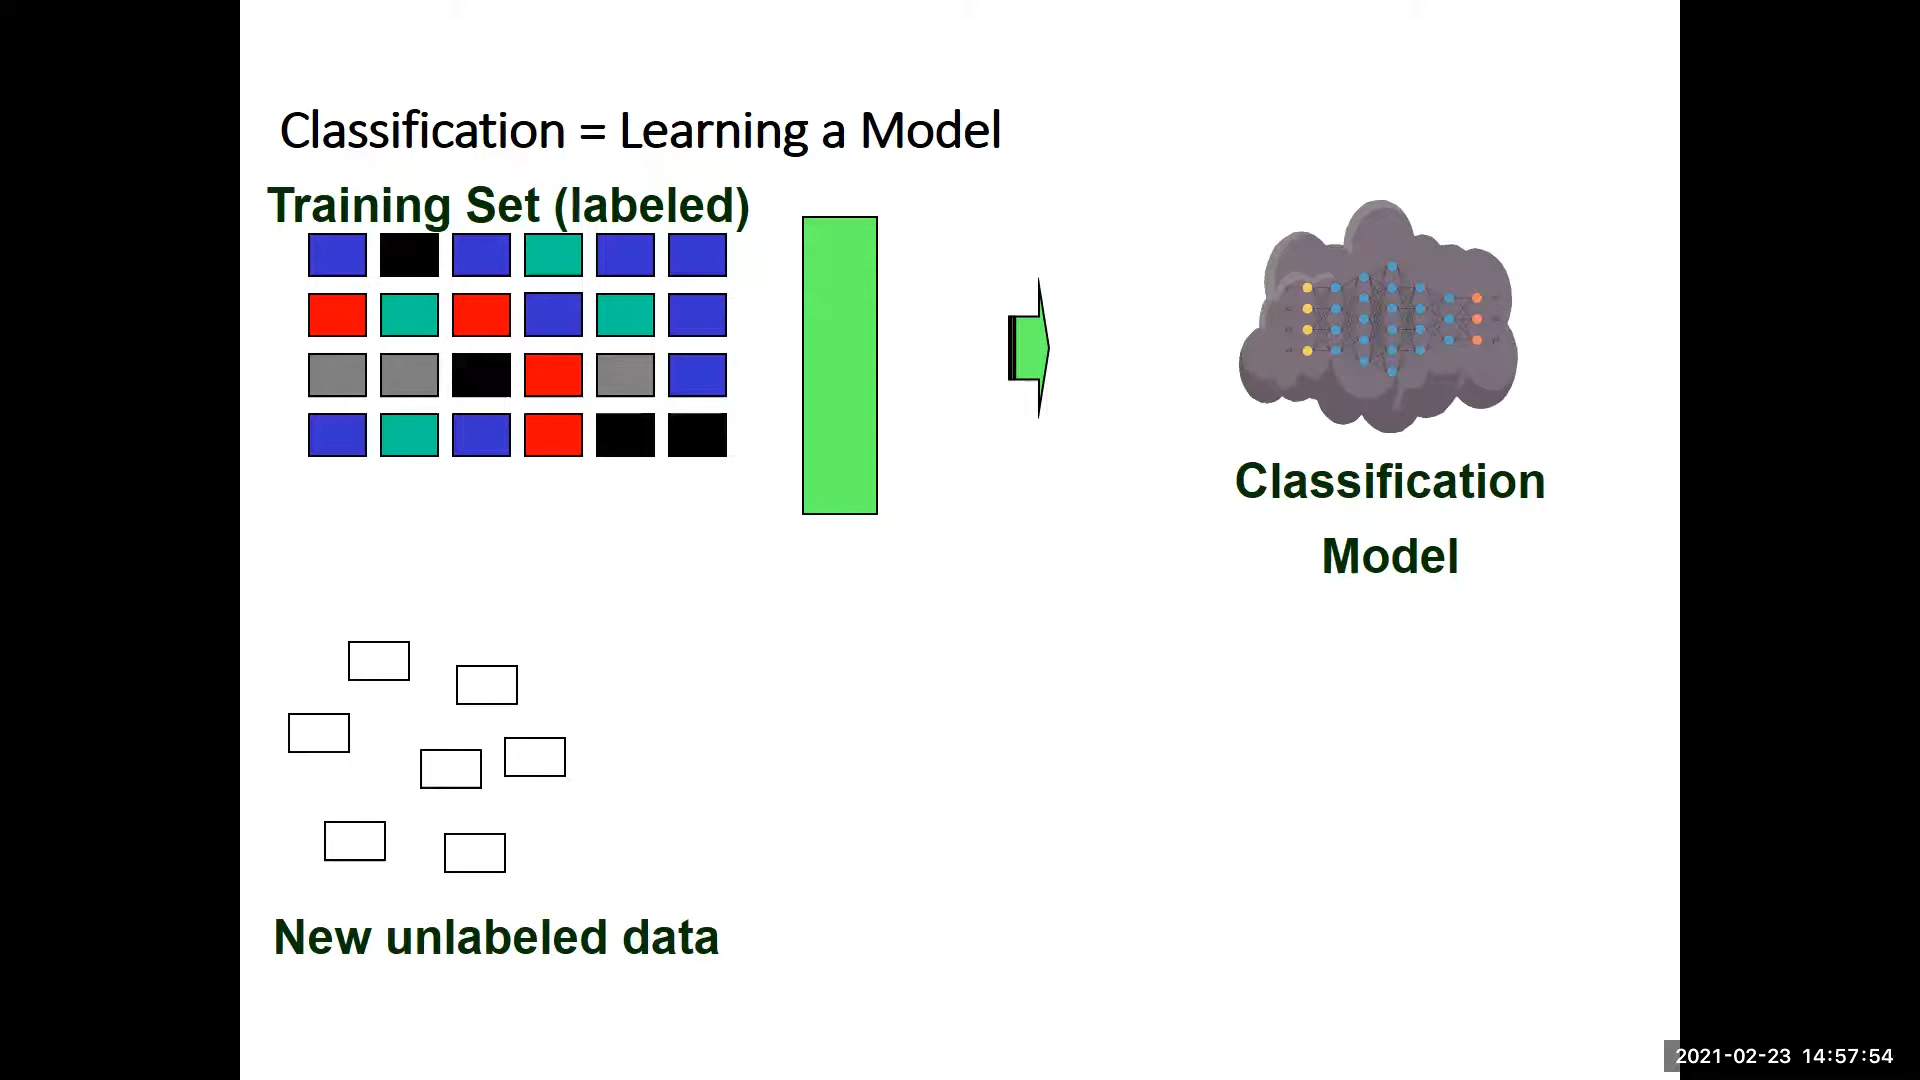 Classification = Learning a Model
Training Set (labeled)
Classification
Model
New unlabeled data
2021-02-23 14:57:54